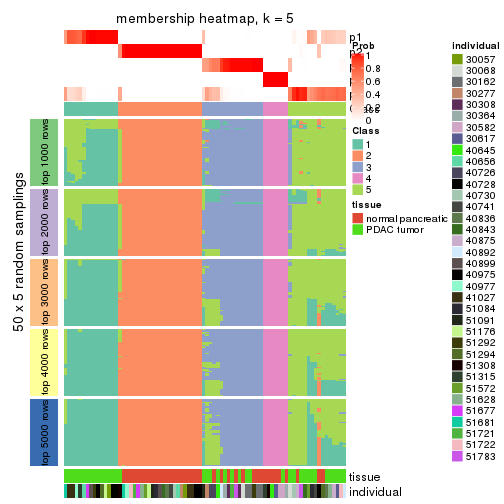 membership heatmap, k = 5
p1
Prob
1
0.8
0.6
0.4
0.2
0
Class
1
2
3
4
5
tissue
normal pancreatic
PDAC tumor
50 x 5 random samplings
top 1000 rows
top 2000 rows
top 3000 rows
top 4000 rows
top 5000 rows
tissue
individual
individual
30057
30068
30162
30277
30308
30364
30582
30617
40645
40656
40726
40728
40730
40741
40836
40843
40875
40892
40899
40975
40977
41027
51084
51091
51176
51292
51294
51308
51315
51572
51628
51677
51681
51721
51722
51783